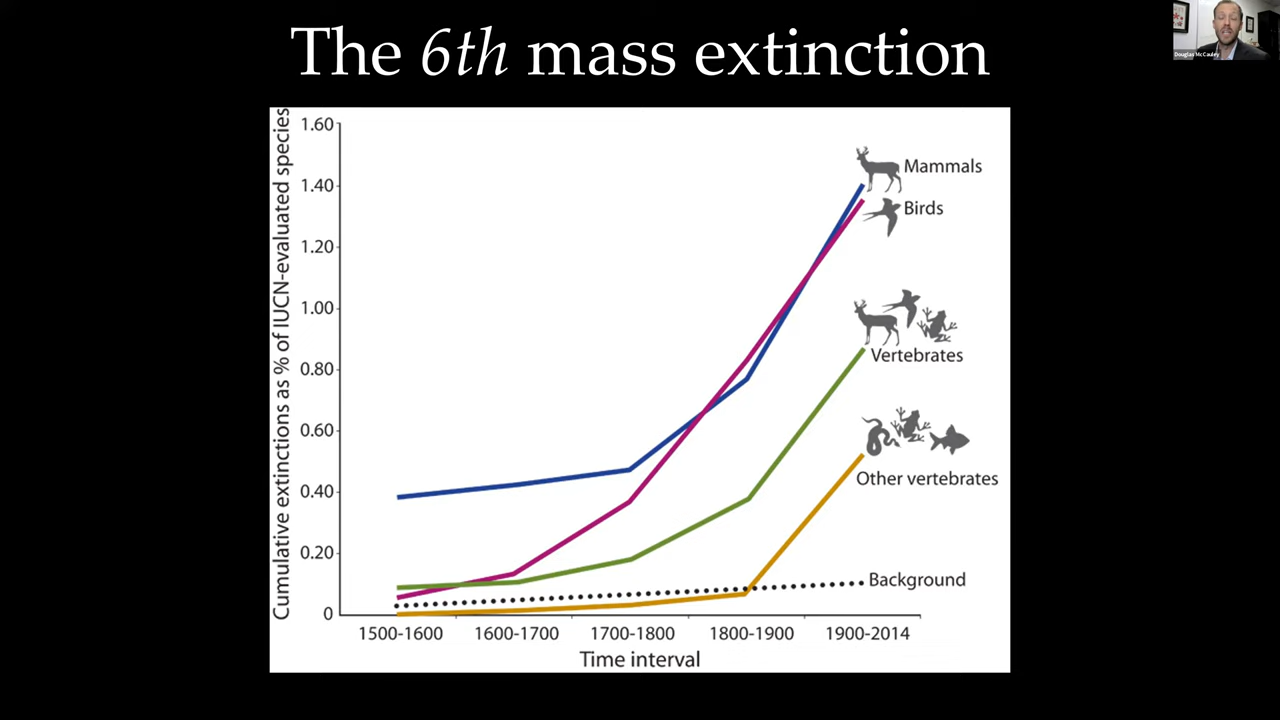 The 6th mass extinction
Douglas McCauley
Cumulative extinctions as % of IUCN-evaluated species
1.60
1.40
1.20
1.00
0.80
0.60
0.40
0.20
0
Mammals
Birds
Vertebrates
Other vertebrates
Background
1500-1600 1600-1700 1700-1800 1800-1900 1900-2014
Time interval